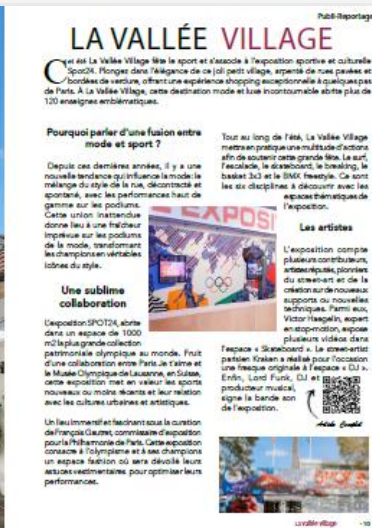 Publi-Reportage
LA VALLÉE VILLAGE
Cet été La Vallée Village fête le sport et s'associe à l'exposition sportive et culturelle
Spot24. Plongez dans l'élégance de ce joli petit village, arpenté de rues pavées et
bordées de verdure, offrant une expérience shopping exceptionnelle à quelques pas
de Paris. À La Vallée Village, cette destination mode et luxe incontournable abrite plus de
120 enseignes emblématiques.
Pourquoi parler d'une fusion entre
mode et sport ?
Depuis ces dernières années, il y a une
nouvelle tendance qui influence la mode: le
mélange du style de la rue, décontracté et
spontané, avec les performances haut de
gamme sur les podiums.
Cette union inattendue
donne lieu à une fraîcheur
imprévue sur les podiums
de la mode, transformant
les champions en véritables
icônes du style.
Une sublime
collaboration
L'exposition SPOT24, abrite
dans un espace de 1000
m2 la plus grande collection
patrimoniale olympique au monde. Fruit
d'une collaboration entre Paris Je t'aime et
le Musée Olympique de Lausanne, en Suisse,
cette exposition met en valeur les sports
nouveaux ou moins récents et leur relation
avec les cultures urbaines et artistiques.
Un lieu immersif et fascinant sous la curation
de François Gautret, commissaire d'exposition
pour la Philharmonie de Paris. Cette exposition
consacre à l'olympisme et à ses champions
un espace fashion où sera dévoilé leurs
astuces vestimentaires pour optimiser leurs
performances.
Tout au long de l'été, La Vallée Village
mettra en pratique une multitude d'actions
afin de soutenir cette grande fête. Le surf,
l'escalade, le skateboard, le breaking, le
basket 3x3 et le BMX freestyle. Ce sont
les six disciplines à découvrir avec les
espaces thématiques de
l'exposition.
Les artistes
L'exposition compte
plusieurs contributeurs,
artistes réputés, pionniers
du street-art et de la
création sur de nouveaux
supports ou nouvelles
techniques. Parmi eux,
Victor Haegelin, expert
en stop-motion, expose
plusieurs vidéos dans
l'espace « Skateboard ». Le street-artist
parisien Kraken a réalisé pour l'occasion
une fresque originale à l'espace « DJ ».
Enfin, Lord Funk, DJ et
producteur musical,
signe la bande son
de l'exposition.
Article Complet
EXPOSI
La vallée village - 10